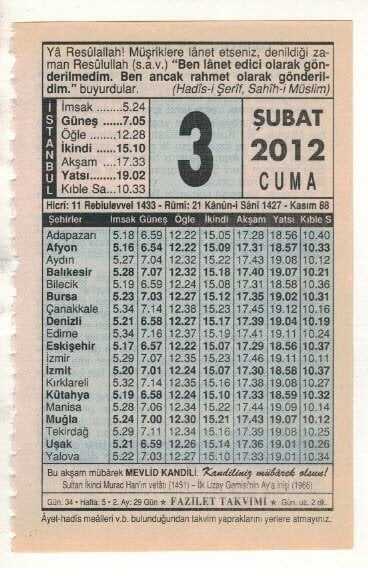 Yâ Resûlallah! Müşriklere lânet etseniz, denildiği za-
man Resûlullah (s.a.v.) "Ben lânet edici olarak gön-
derilmedim. Ben ancak rahmet olarak gönderil-
dim." buyurdular. (Hadîs-i Şerîf, Sahîh-i Müslim)
İSTANBUL
İmsak ......5.24
Güneş ......7.05
Öğle ........12.28
İkindi ......15.10
Akşam ....17.33
Yatsı.......19.02
Kıble Sa...10.33
3
ŞUBAT
2012
CUMA
Hicrî: 11 Rebiulevvel 1433 - Rûmî: 21 Kânûn-i Sânî 1427 - Kasım 88
Şehirler İmsak Güneş Öğle İkindi Akşam Yatsı Kıble S
Adapazarı 5.18 6.59 12.22 15.05 17.28 18.56 10.40
Afyon 5.16 6.54 12.22 15.09 17.31 18.57 10.33
Aydın 5.27 7.04 12.32 15.22 17.43 19.08 10.12
Balıkesir 5.28 7.07 12.32 15.18 17.40 19.07 10.21
Bilecik 5.19 6.59 12.24 15.08 17.31 18.58 10.36
Bursa 5.23 7.03 12.27 15.12 17.35 19.02 10.31
Çanakkale 5.34 7.14 12.38 15.23 17.45 19.12 10.16
Denizli 5.21 6.58 12.27 15.17 17.39 19.04 10.19
Edirne 5.34 7.16 12.37 15.19 17.41 19.11 10.24
Eskişehir 5.17 6.57 12.22 15.07 17.29 18.56 10.37
İzmir 5.29 7.07 12.35 15.23 17.46 19.11 10.11
İzmit 5.20 7.01 12.24 15.07 17.30 18.58 10.37
Kırklareli 5.32 7.14 12.35 15.16 17.38 19.08 10.27
Kütahya 5.19 6.58 12.24 15.10 17.33 18.59 10.32
Manisa 5.28 7.06 12.34 15.22 17.44 19.10 10.14
Muğla 5.24 7.00 12.30 15.21 17.43 19.07 10.12
Tekirdağ 5.29 7.11 12.34 15.16 17.39 19.08 10.25
Uşak 5.21 6.59 12.26 15.14 17.36 19.01 10.26
Yalova 5.22 7.03 12.27 15.10 17.33 19.01 10.34
Bu akşam mübârek MEVLİD KANDİLİ. Kandiliniz mübârek olsun!
Sultan İkinci Murad Han'ın vefâtı (1451) – İlk Uzay Gemisi'nin Ay'a inişi (1966)
Gün: 34 • Hafta: 5 • 2. Ay: 29 Gün ★ FAZİLET TAKVİMİ ★ Gün. uz. 2 dk.
Âyet-hadîs meâlleri v.b. bulunduğundan takvim yapraklarını yerlere atmayınız.